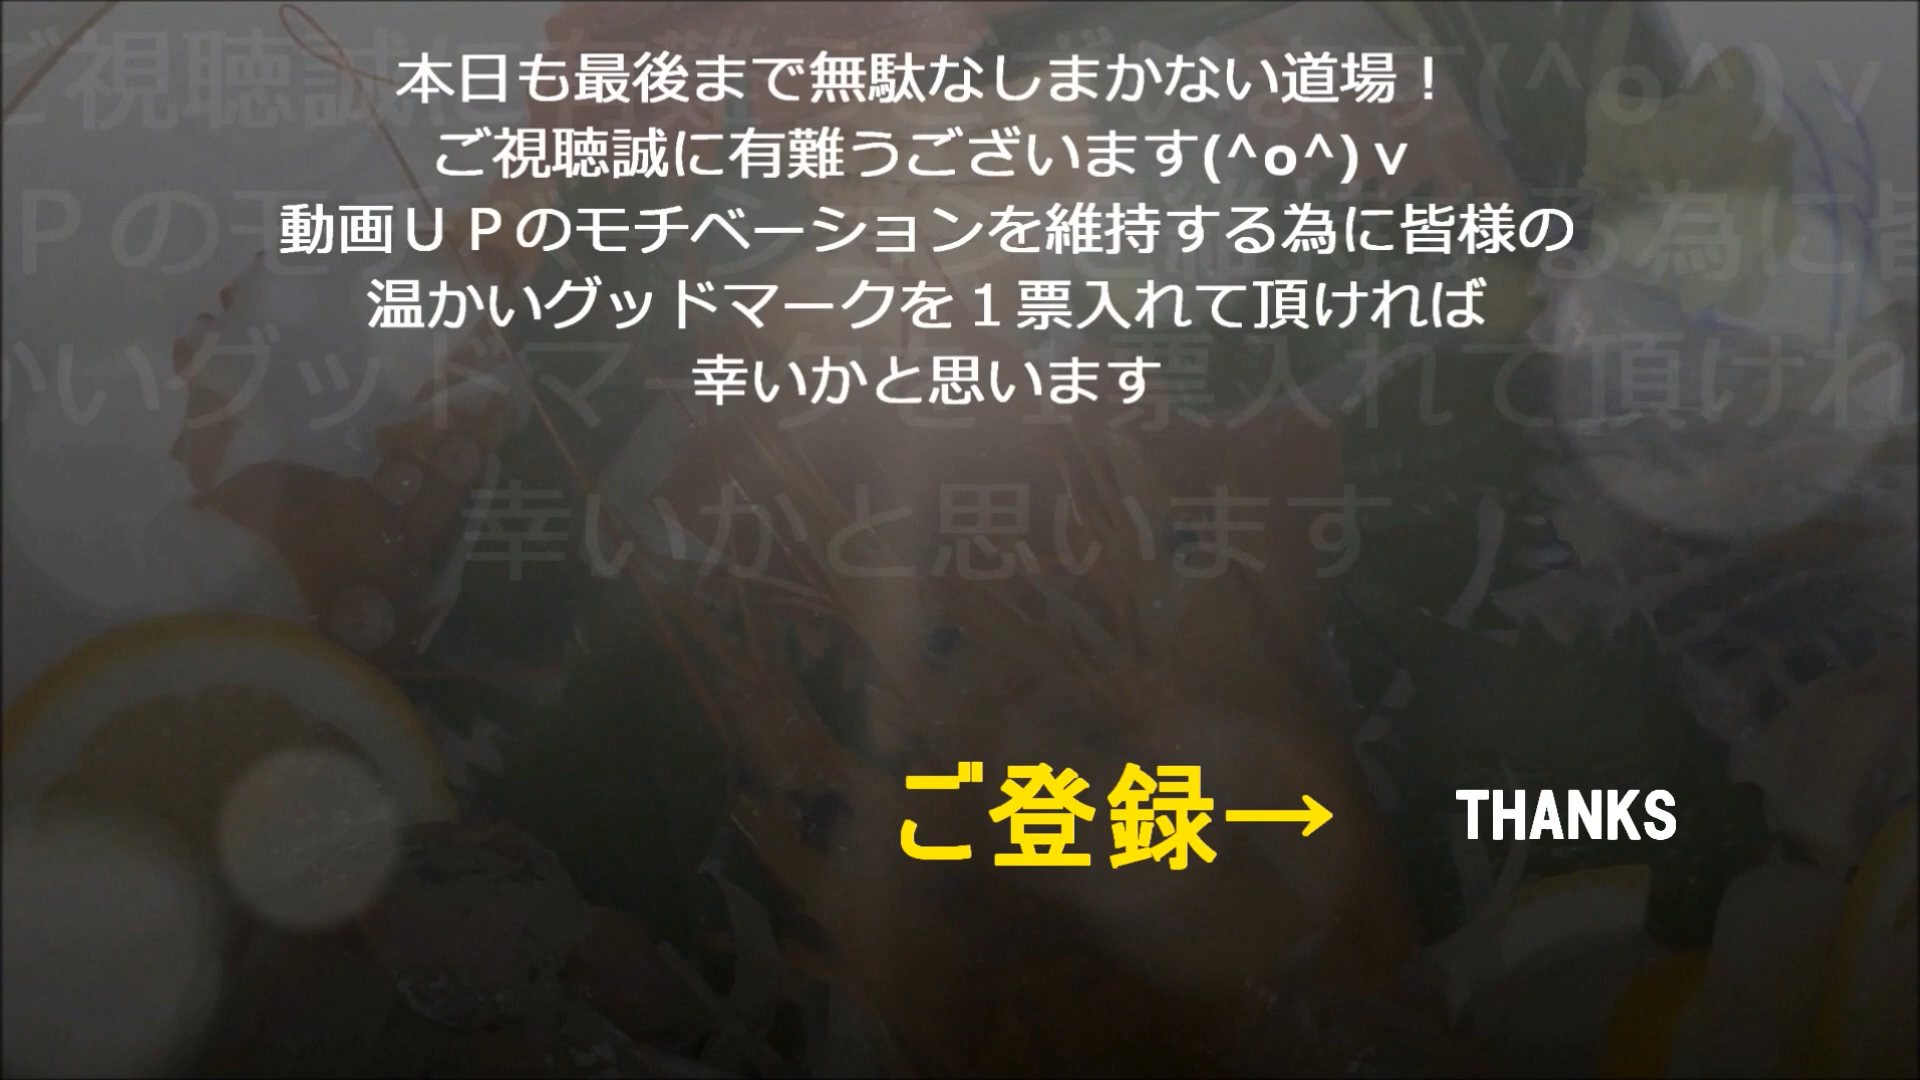 本日も最後まで無駄なしまかない道場！
ご視聴誠に有難うございます(^o^)ｖ
動画ＵＰのモチベーションを維持する為に皆様の
温かいグッドマークを１票入れて頂ければ
幸いかと思います
ご登録→
THANKS